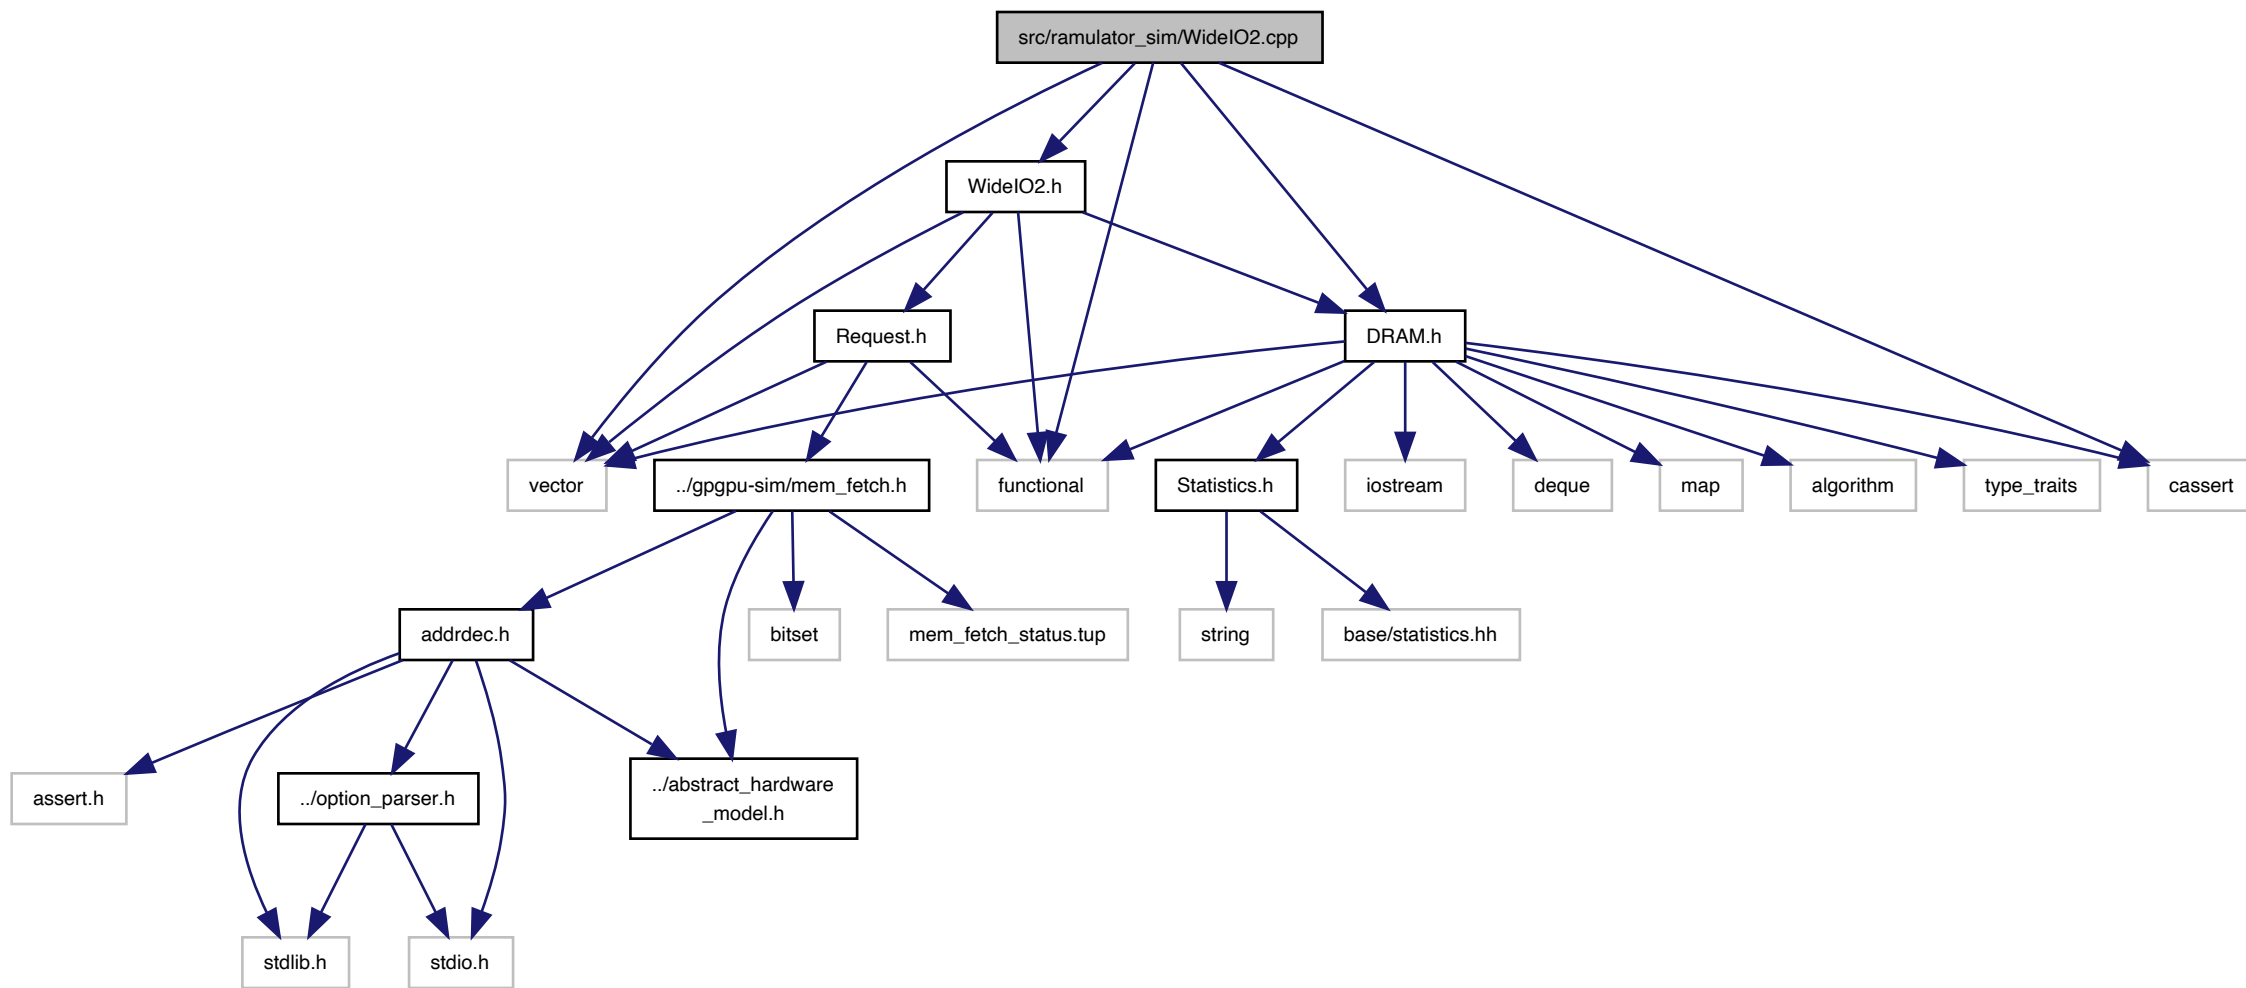 src/ramulator_sim/WideIO2.cpp
WideIO2.h
Request.h
DRAM.h
vector
../gpgpu-sim/mem_fetch.h
functional
Statistics.h
iostream
deque
map
algorithm
type_traits
cassert
addrdec.h
bitset
mem_fetch_status.tup
string
base/statistics.hh
assert.h
../option_parser.h
../abstract_hardware
_model.h
stdlib.h
stdio.h